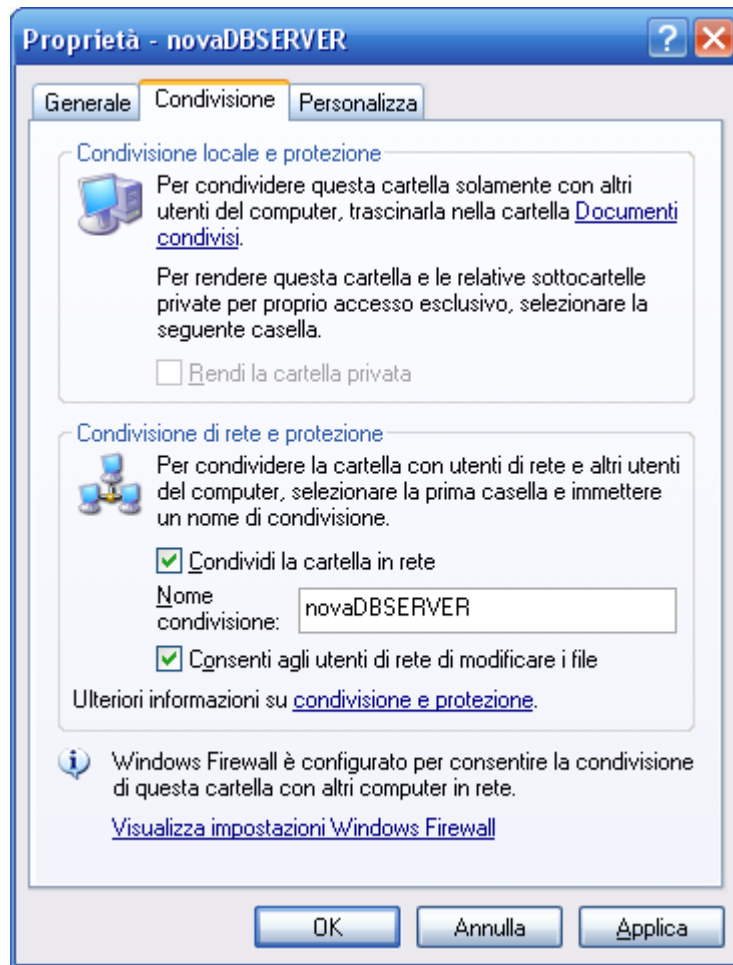 Proprietà - novaDBSERVER
Generale
Condivisione
Personalizza
Condivisione locale e protezione
Per condividere questa cartella solamente con altri
utenti del computer, trascinarla nella cartella Documenti
condivisi.
Per rendere questa cartella e le relative sottocartelle
private per proprio accesso esclusivo, selezionare la
seguente casella.
Rendi la cartella privata
Condivisione di rete e protezione
Per condividere la cartella con utenti di rete e altri utenti
del computer, selezionare la prima casella e immettere
un nome di condivisione.
Condividi la cartella in rete
Nome
condivisione:
novaDBSERVER
Consenti agli utenti di rete di modificare i file
Ulteriori informazioni su condivisione e protezione.
Windows Firewall è configurato per consentire la condivisione
di questa cartella con altri computer in rete.
Visualizza impostazioni Windows Firewall
OK
Annulla
Applica